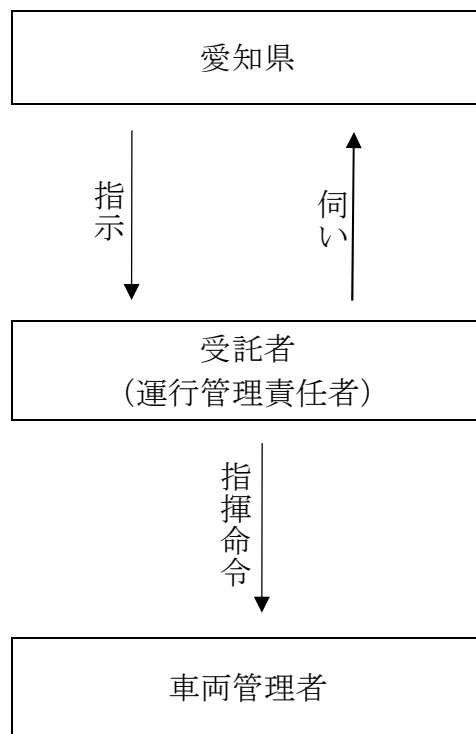 愛知県
指示
伺い
受託者
(運行管理責任者)
指揮命令
車両管理者